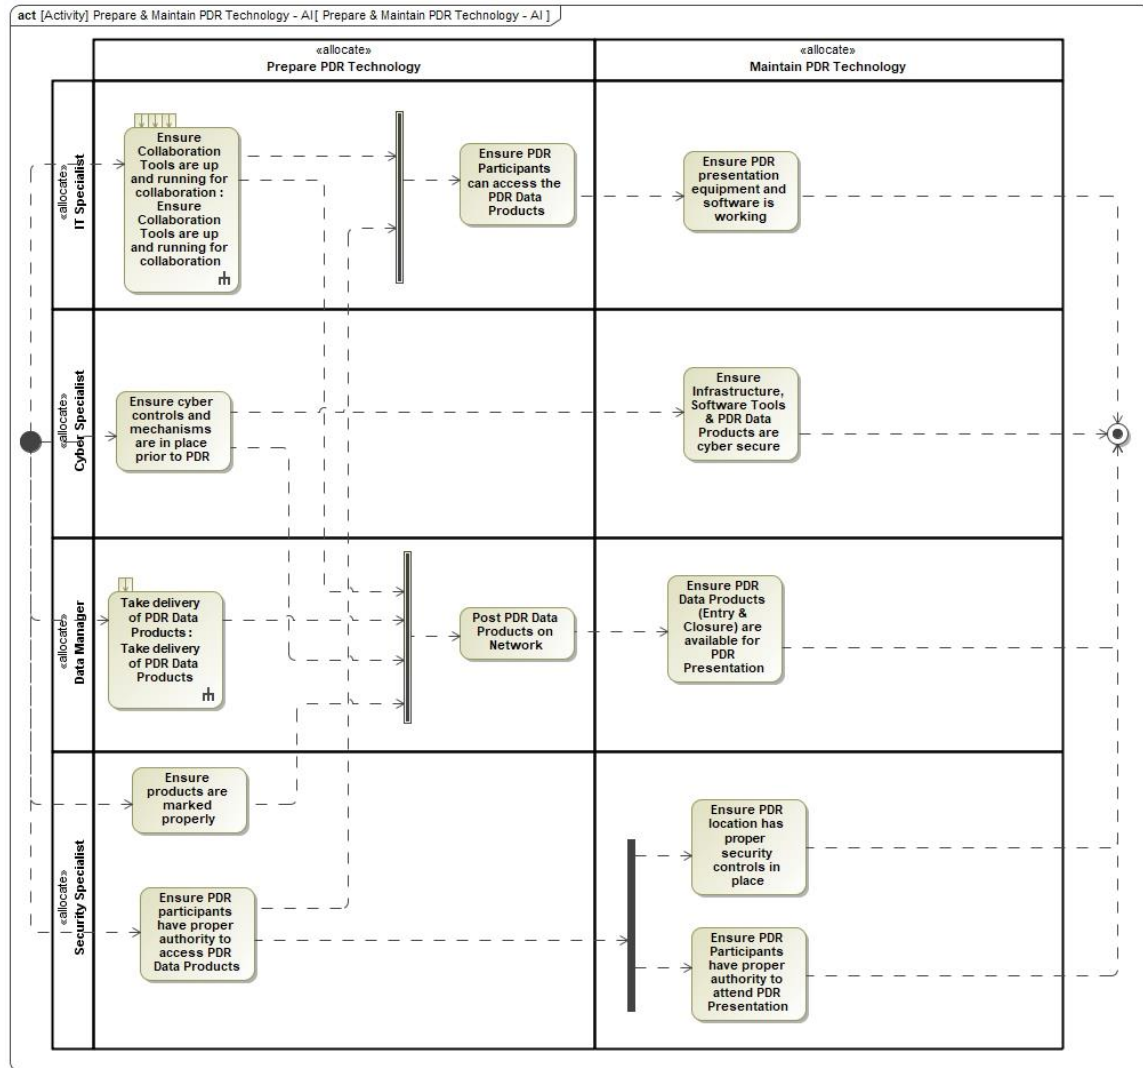 act [Activity] Prepare & Maintain PDR Technology - AI[ Prepare & Maintain PDR Technology - AI ]
«allocate»
Prepare PDR Technology
«allocate»
Maintain PDR Technology
«allocate»
IT Specialist
Ensure
Collaboration
Tools are up
and running for
collaboration :
Ensure
Collaboration
Tools are up
and running for
collaboration
Ensure PDR
Participants
can access the
PDR Data
Products
Ensure PDR
presentation
equipment and
software is
working
«allocate»
Cyber Specialist
Ensure cyber
controls and
mechanisms
are in place
prior to PDR
Ensure
Infrastructure,
Software Tools
& PDR Data
Products are
cyber secure
«allocate»
Data Manager
Take delivery
of PDR Data
Products :
Take delivery
of PDR Data
Products
Post PDR Data
Products on
Network
Ensure PDR
Data Products
(Entry &
Closure) are
available for
PDR
Presentation
«allocate»
Security Specialist
Ensure
products are
marked
properly
Ensure PDR
participants
have proper
authority to
access PDR
Data Products
Ensure PDR
location has
proper
security
controls in
place
Ensure PDR
Participants
have proper
authority to
attend PDR
Presentation